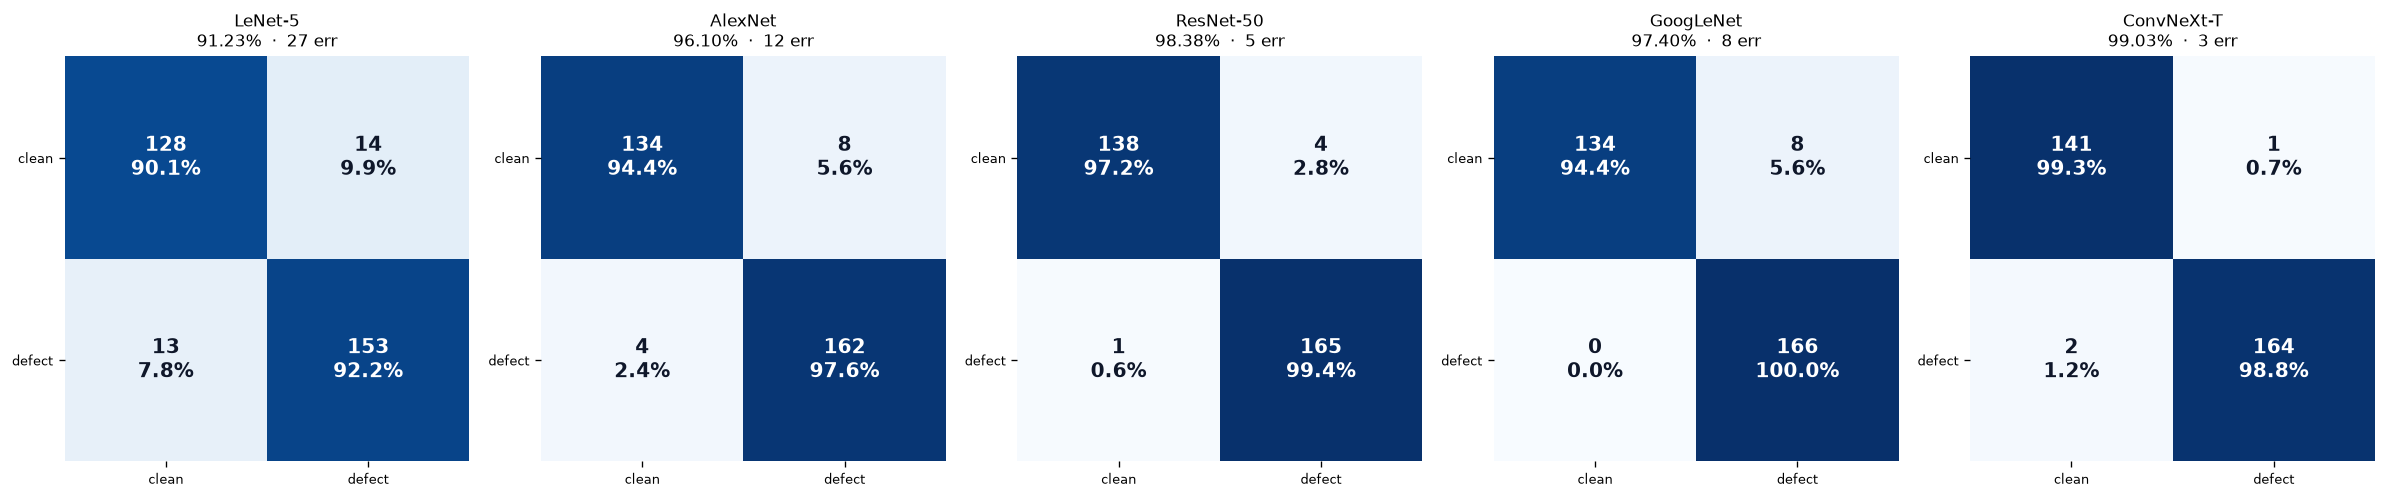 LeNet-5
91.23% · 27 err
clean
128
90.1%
14
9.9%
defect
13
7.8%
153
92.2%
clean
defect
AlexNet
96.10% · 12 err
clean
134
94.4%
8
5.6%
defect
4
2.4%
162
97.6%
clean
defect
ResNet-50
98.38% · 5 err
clean
138
97.2%
4
2.8%
defect
1
0.6%
165
99.4%
clean
defect
GoogLeNet
97.40% · 8 err
clean
134
94.4%
8
5.6%
defect
0
0.0%
166
100.0%
clean
defect
ConvNeXt-T
99.03% · 3 err
clean
141
99.3%
1
0.7%
defect
2
1.2%
164
98.8%
clean
defect